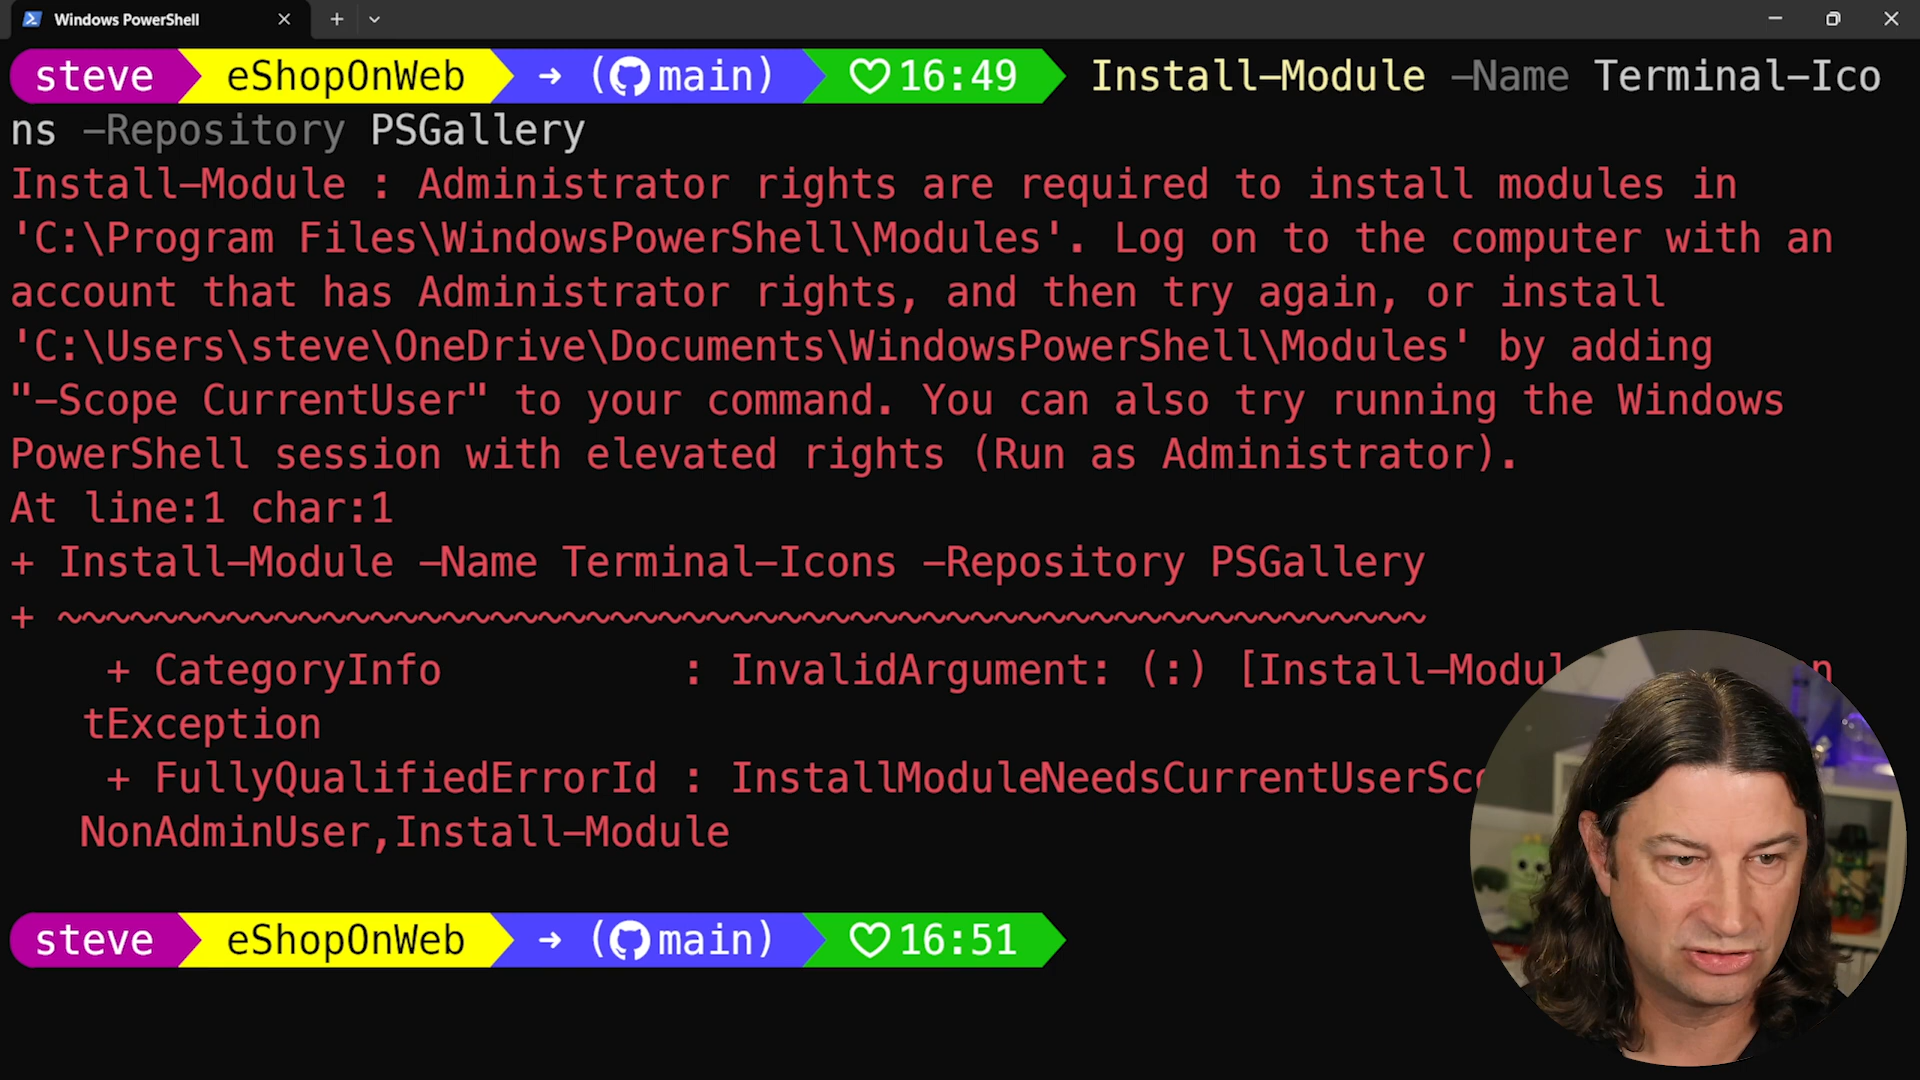 Windows PowerShell
steve eShopOnWeb → (main) 16:49 Install-Module -Name Terminal-Ico
ns -Repository PSGallery
Install-Module : Administrator rights are required to install modules in
'C:\Program Files\WindowsPowerShell\Modules'. Log on to the computer with an
account that has Administrator rights, and then try again, or install
'C:\Users\steve\OneDrive\Documents\WindowsPowerShell\Modules' by adding
"-Scope CurrentUser" to your command. You can also try running the Windows
PowerShell session with elevated rights (Run as Administrator).
At line:1 char:1
+ Install-Module -Name Terminal-Icons -Repository PSGallery
+ ~~~~~~~~~~~~~~~~~~~~~~~~~~~~~~~~~~~~~~~~~~~~~~~~~~~~~~~~~
+ CategoryInfo : InvalidArgument: (:) [Install-Modul n
tException
+ FullyQualifiedErrorId : InstallModuleNeedsCurrentUserSco
NonAdminUser,Install-Module
steve eShopOnWeb → (main) 16:51